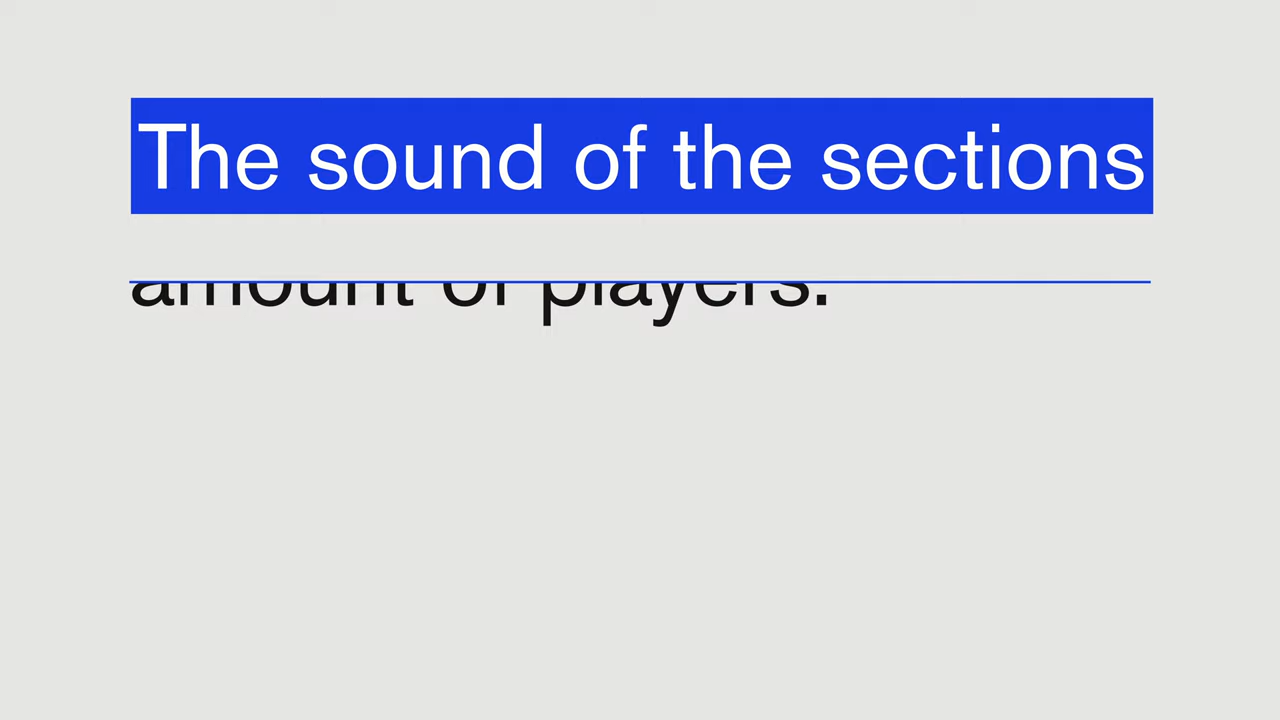 The sound of the sections
amount of players.